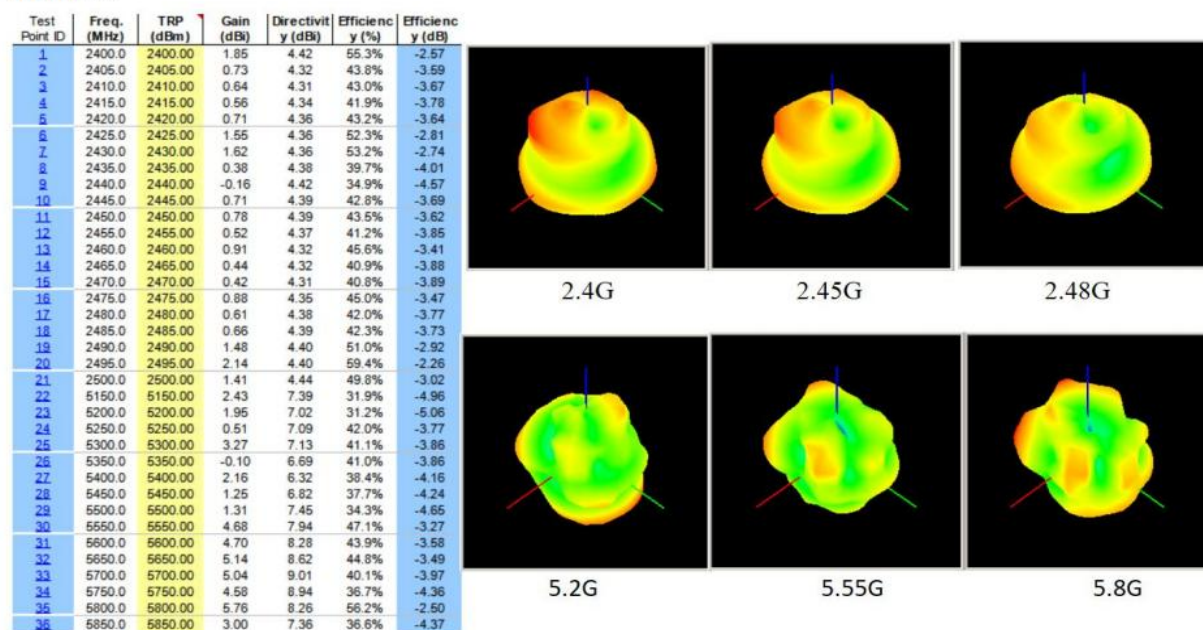 Test Freq. TRP Gain Directivit Efficienc Efficienc
Point ID (MHz) (dBm) (dBi) y (dBi) y (%) y (dB)
1 2400.0 2400.00 1.85 4.42 55.3% -2.57
2 2405.0 2405.00 0.73 4.32 43.8% -3.59
3 2410.0 2410.00 0.64 4.31 43.0% -3.67
4 2415.0 2415.00 0.56 4.34 41.9% -3.78
5 2420.0 2420.00 0.71 4.36 43.2% -3.64
6 2425.0 2425.00 1.55 4.36 52.3% -2.81
7 2430.0 2430.00 1.62 4.36 53.2% -2.74
8 2435.0 2435.00 0.38 4.38 39.7% -4.01
9 2440.0 2440.00 -0.16 4.42 34.9% -4.57
10 2445.0 2445.00 0.71 4.39 42.8% -3.69
11 2450.0 2450.00 0.78 4.39 43.5% -3.62
12 2455.0 2455.00 0.52 4.37 41.2% -3.85
13 2460.0 2460.00 0.91 4.32 45.6% -3.41
14 2465.0 2465.00 0.44 4.32 40.9% -3.88
15 2470.0 2470.00 0.42 4.31 40.8% -3.89
16 2475.0 2475.00 0.88 4.35 45.0% -3.47
17 2480.0 2480.00 0.61 4.38 42.0% -3.77
18 2485.0 2485.00 0.66 4.39 42.3% -3.73
19 2490.0 2490.00 1.48 4.40 51.0% -2.92
20 2495.0 2495.00 2.14 4.40 59.4% -2.26
21 2500.0 2500.00 1.41 4.44 49.8% -3.02
22 5150.0 5150.00 2.43 7.39 31.9% -4.96
23 5200.0 5200.00 1.95 7.02 31.2% -5.06
24 5250.0 5250.00 0.51 7.09 42.0% -3.77
25 5300.0 5300.00 3.27 7.13 41.1% -3.86
26 5350.0 5350.00 -0.10 6.69 41.0% -3.86
27 5400.0 5400.00 2.16 6.32 38.4% -4.16
28 5450.0 5450.00 1.25 6.82 37.7% -4.24
29 5500.0 5500.00 1.31 7.45 34.3% -4.65
30 5550.0 5550.00 4.68 7.94 47.1% -3.27
31 5600.0 5600.00 4.70 8.28 43.9% -3.58
32 5650.0 5650.00 5.14 8.62 44.8% -3.49
33 5700.0 5700.00 5.04 9.01 40.1% -3.97
34 5750.0 5750.00 4.58 8.94 36.7% -4.36
35 5800.0 5800.00 5.76 8.26 56.2% -2.50
36 5850.0 5850.00 3.00 7.36 36.6% -4.37
2.4G 2.45G 2.48G
5.2G 5.55G 5.8G